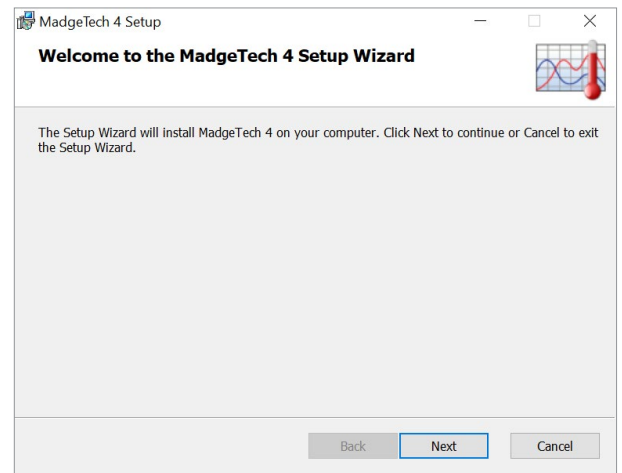 MadgeTech 4 Setup
Welcome to the MadgeTech 4 Setup Wizard
The Setup Wizard will install MadgeTech 4 on your computer. Click Next to continue or Cancel to exit
the Setup Wizard.
Back Next Cancel